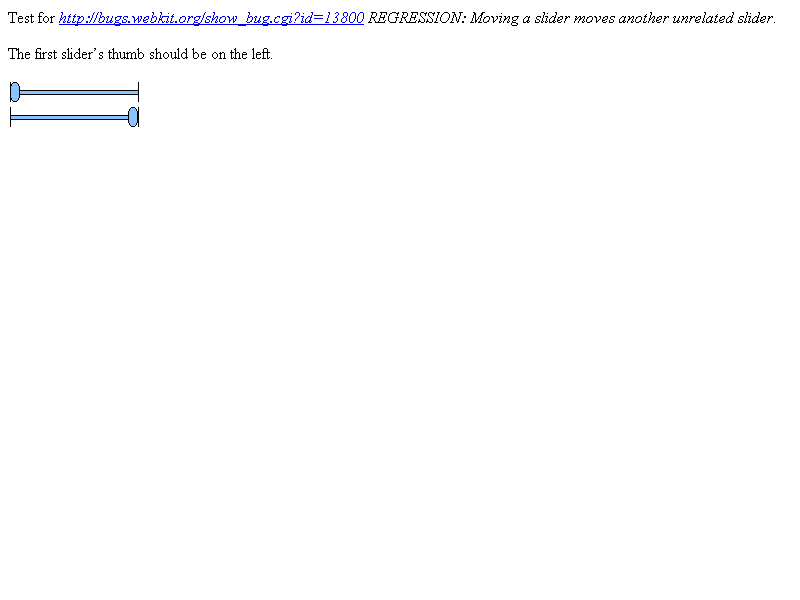 Test for http://bugs.webkit.org/show_bug.cgi?id=13800 REGRESSION: Moving a slider moves another unrelated slider.
The first slider's thumb should be on the left.